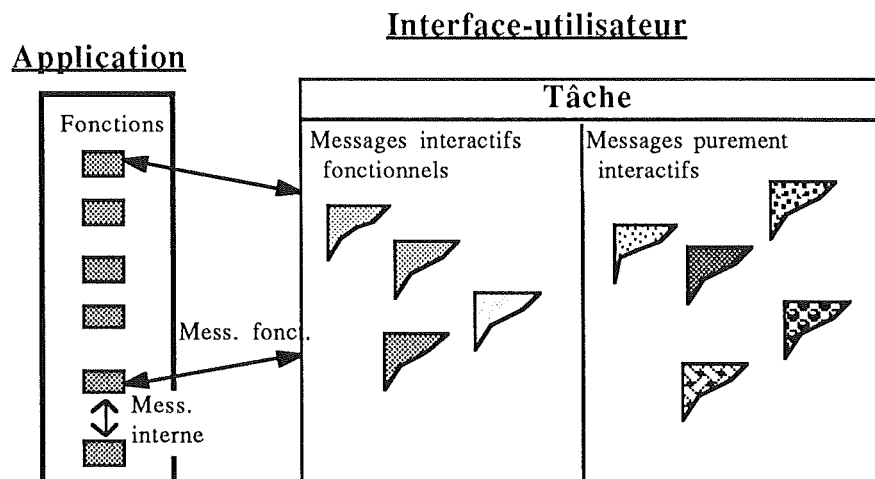 Interface-utilisateur
Application
Tâche
Fonctions
Messages interactifs
fonctionnels
Messages purement
interactifs
Mess. fonct.
Mess.
interne